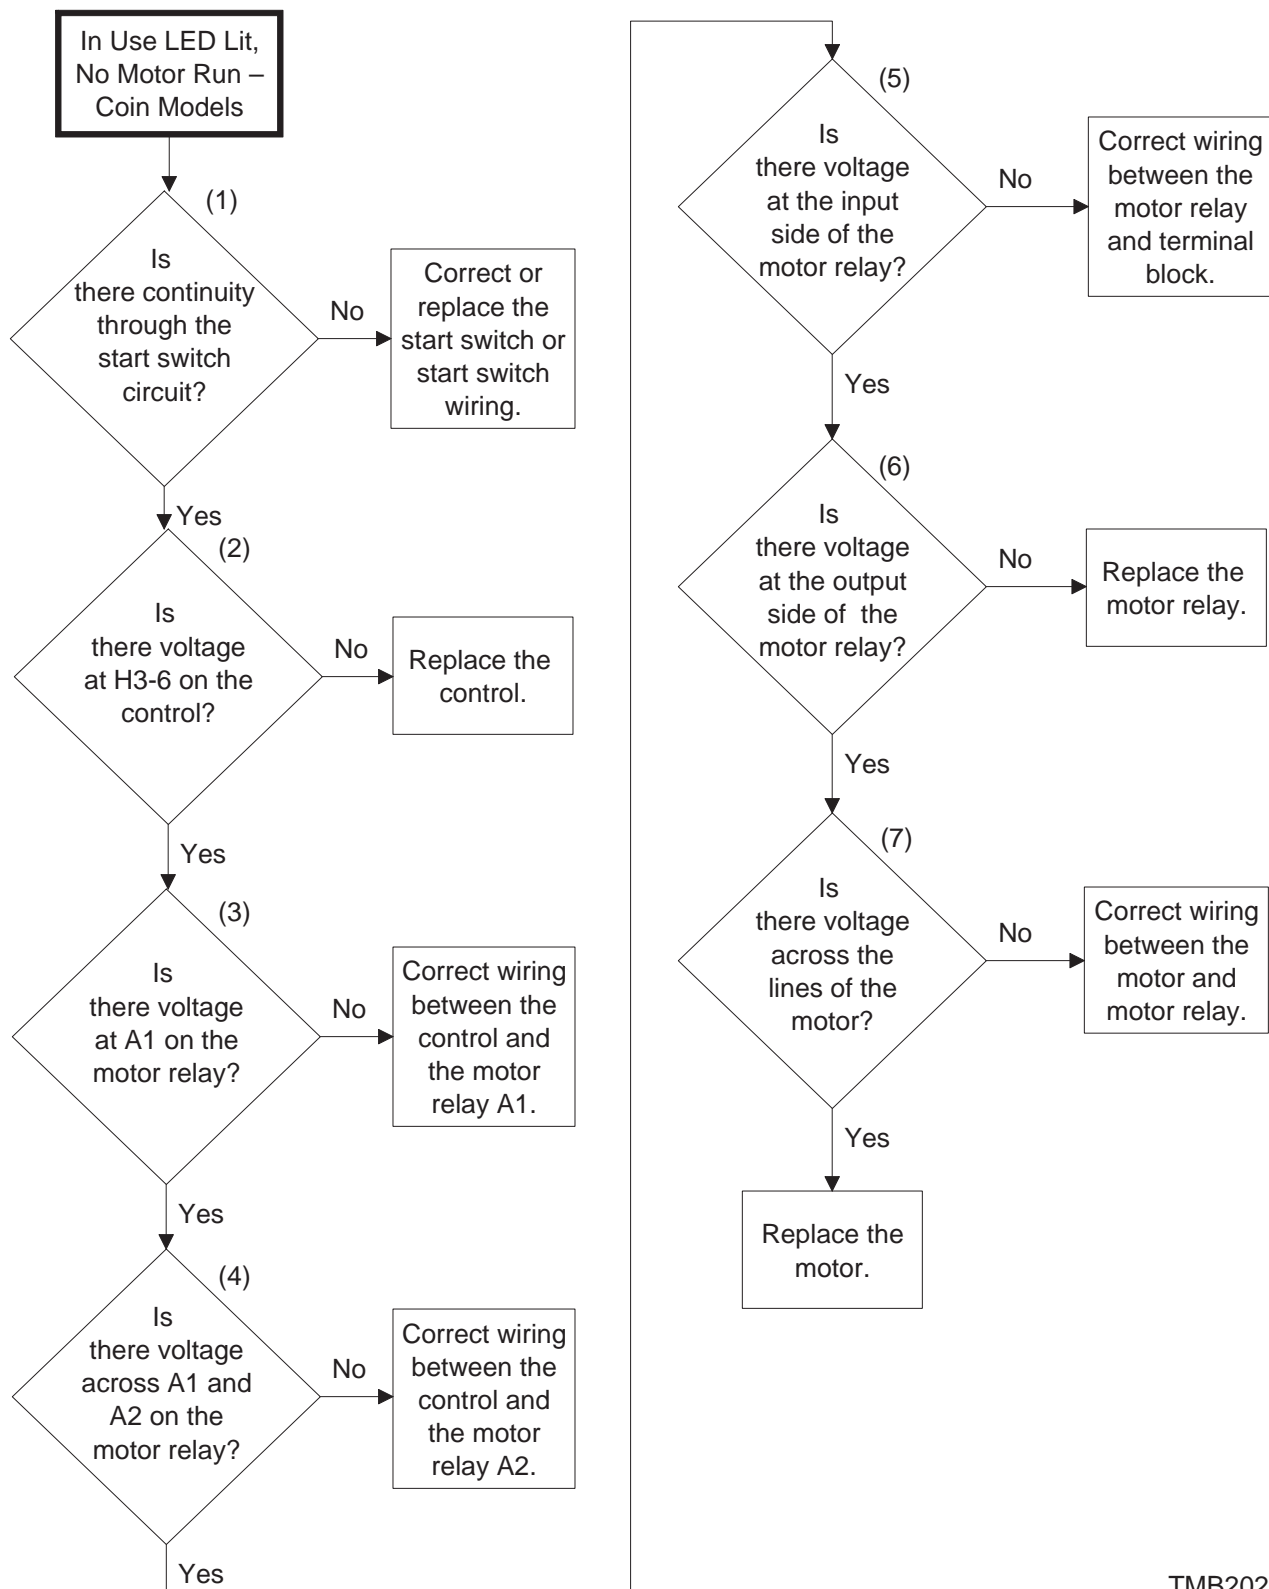 In Use LED Lit,
No Motor Run –
Coin Models
(1)
Is
there continuity
through the
start switch
circuit?
No
Correct or
replace the
start switch or
start switch
wiring.
Yes
(2)
Is
there voltage
at H3-6 on the
control?
No
Replace the
control.
Yes
(3)
Is
there voltage
at A1 on the
motor relay?
No
Correct wiring
between the
control and
the motor
relay A1.
Yes
(4)
Is
there voltage
across A1 and
A2 on the
motor relay?
No
Correct wiring
between the
control and
the motor
relay A2.
Yes
(5)
Is
there voltage
at the input
side of the
motor relay?
No
Correct wiring
between the
motor relay
and terminal
block.
Yes
(6)
Is
there voltage
at the output
side of the
motor relay?
No
Replace the
motor relay.
Yes
(7)
Is
there voltage
across the
lines of the
motor?
No
Correct wiring
between the
motor and
motor relay.
Yes
Replace the
motor.
TMB202